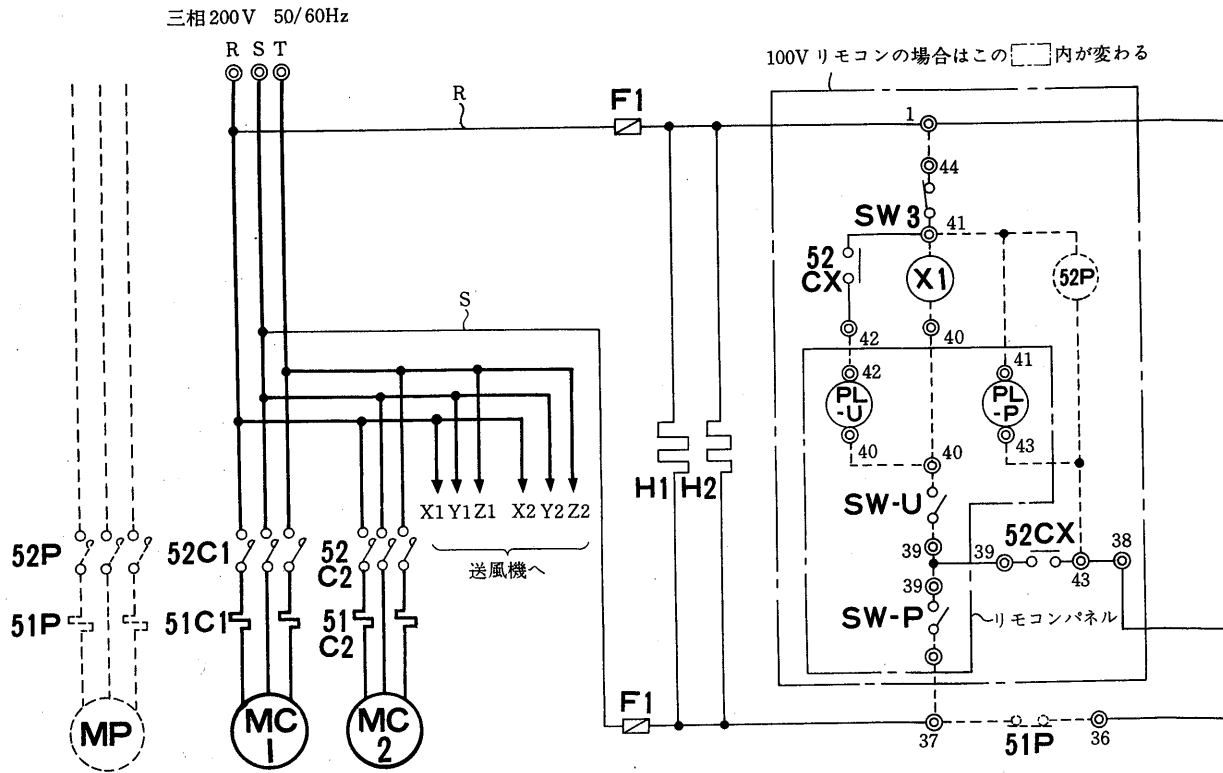 三相200V 50/60Hz
R S T
100Vリモコンの場合はこの 内が変わる
R
F1
1
44
SW3
41
52
CX
X1
52P
S
42
40
42
41
PL
-U
PL
-P
40
40
43
H1 H2
X1 Y1 Z1 X2 Y2 Z2
送風機へ
SW-U
52P
52C1
52
C2
39
39
52CX
43
38
39
51P
51C1
51
C2
SW-P
リモコンパネル
F1
MP
MC
1
MC
2
37
51P
36